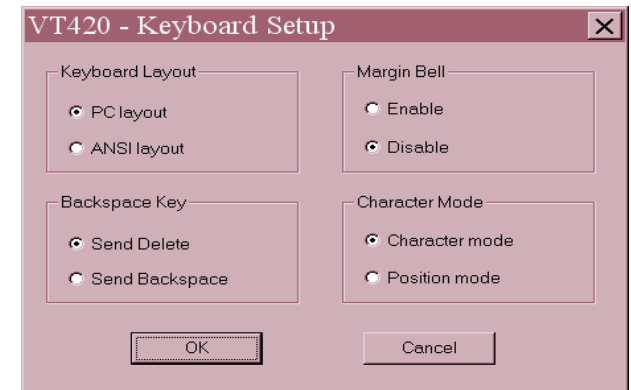 VT420 - Keyboard Setup
Keyboard Layout
PC layout
ANSI layout
Margin Bell
Enable
Disable
Backspace Key
Send Delete
Send Backspace
Character Mode
Character mode
Position mode
OK
Cancel